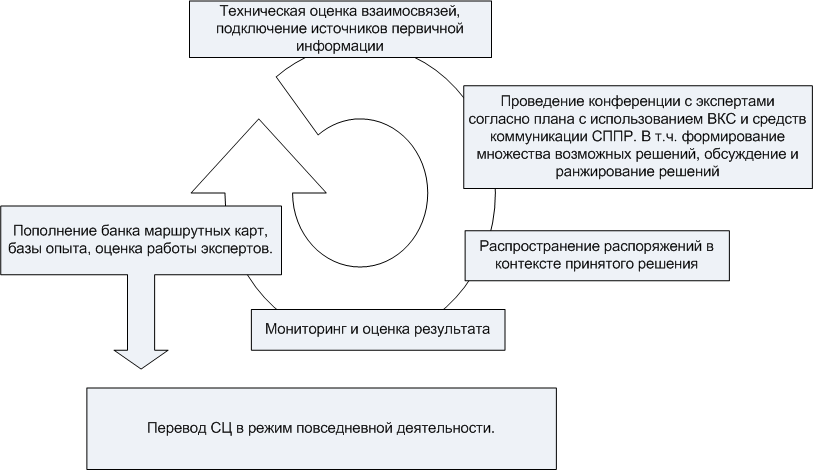 Техническая оценка взаимосвязей,
подключение источников первичной
информации
Проведение конференции с экспертами
согласно плана с использованием ВКС и средств
коммуникации СППР. В т.ч. формирование
множества возможных решений, обсуждение и
ранжирование решений
Распространение распоряжений в
контексте принятого решения
Мониторинг и оценка результата
Пополнение банка маршрутных карт,
базы опыта, оценка работы экспертов.
Перевод СЦ в режим повседневной деятельности.